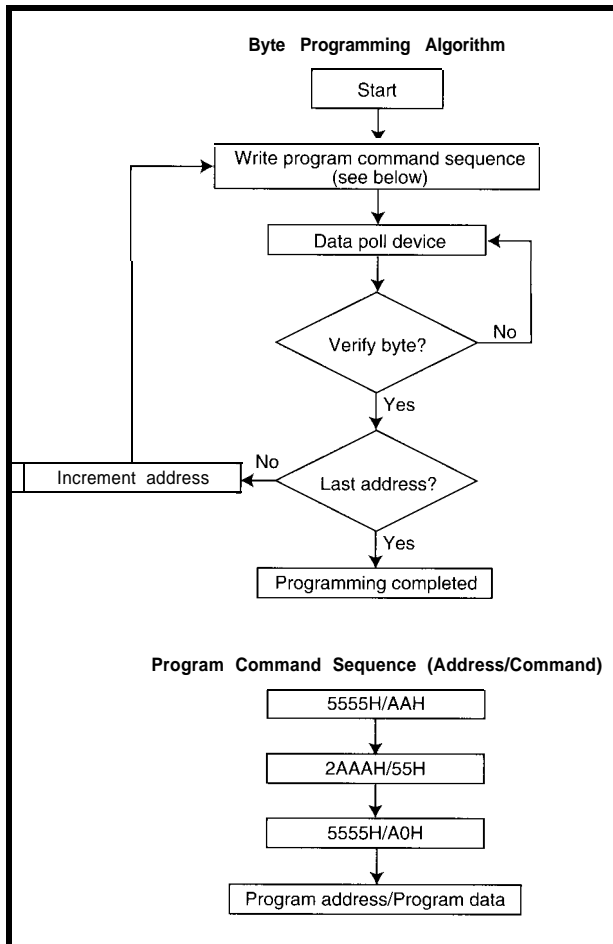 Byte Programming Algorithm
Start
Write program command sequence
(see below)
Data poll device
Verify byte?
No
Yes
Increment address
No
Last address?
Yes
Programming completed
Program Command Sequence (Address/Command)
5555H/AAH
2AAAH/55H
5555H/A0H
Program address/Program data